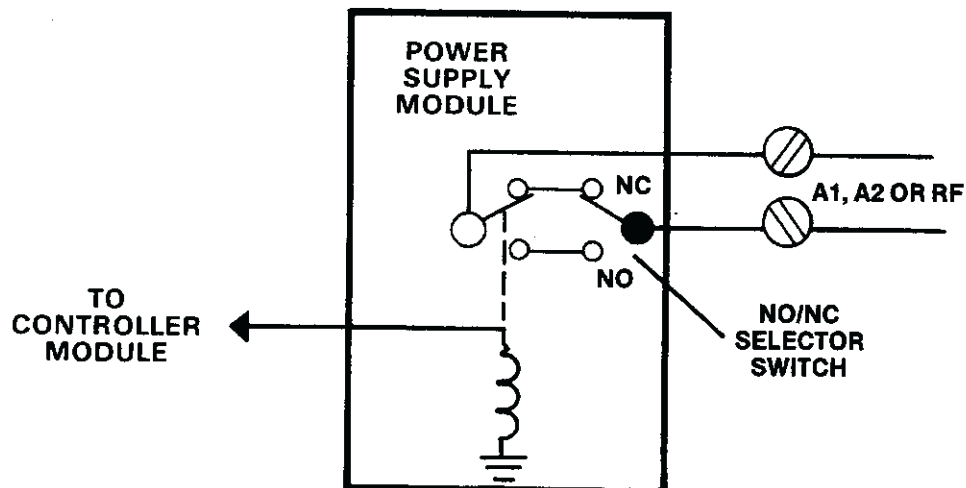 POWER
SUPPLY
MODULE
NC
A1, A2 OR RF
NO
TO
CONTROLLER
MODULE
NO/NC
SELECTOR
SWITCH